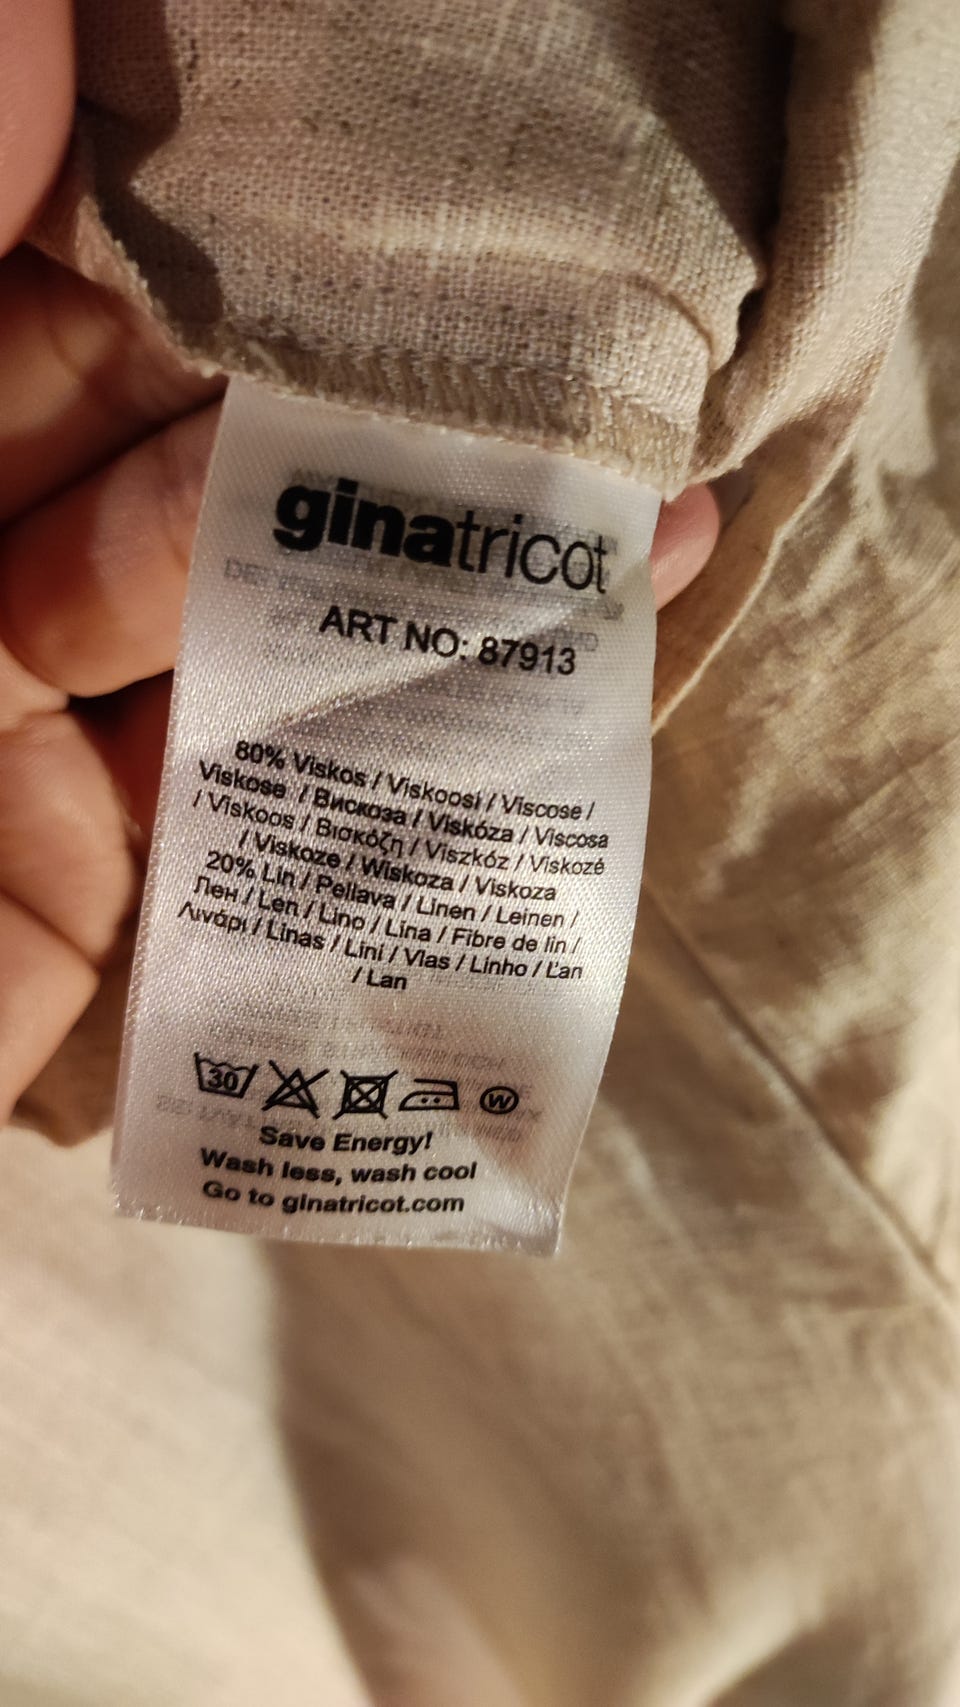 ginatricot
ART NO: 87913
80% Viskos / Viskoosi / Viscose /
Viskose / Вискоза / Viskóza / Viscosa
/ Viskoos / Βισκόζη / Viszkóz / Viskozė
/ Viskoze / Wiskoza / Viskoza
20% Lin / Pellava / Linen / Leinen /
Лен / Len / Lino / Lina / Fibre de lin /
Λινάρι / Linas / Lini / Vlas / Linho / Ľan
/ Lan
30
W
Save Energy!
Wash less, wash cool
Go to ginatricot.com